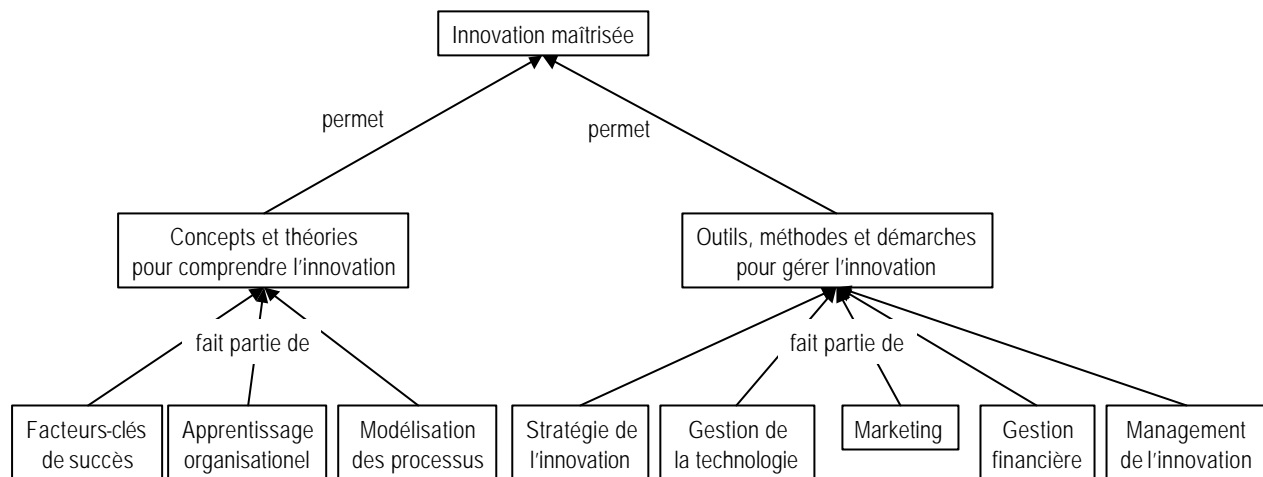 Innovation maîtrisée
permet
permet
Concepts et théories
pour comprendre l'innovation
Outils, méthodes et démarches
pour gérer l'innovation
fait partie de
fait partie de
Facteurs-clés
de succès
Apprentissage
organisationel
Modélisation
des processus
Stratégie de
l'innovation
Gestion de
la technologie
Marketing
Gestion
financière
Management
de l'innovation